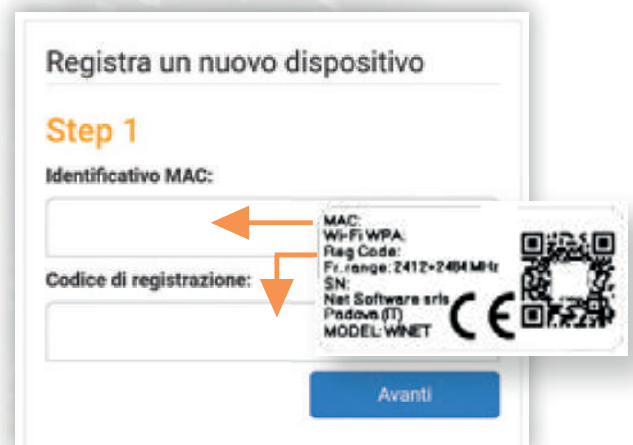 Registra un nuovo dispositivo
Step 1
Identificativo MAC:
MAC:
Wi-Fi WPA:
Reg Code:
Fr. range: 2412÷2484 MHz
SN:
Net Software srls
Padova (IT)
MODEL: WINET
CE
Codice di registrazione:
Avanti